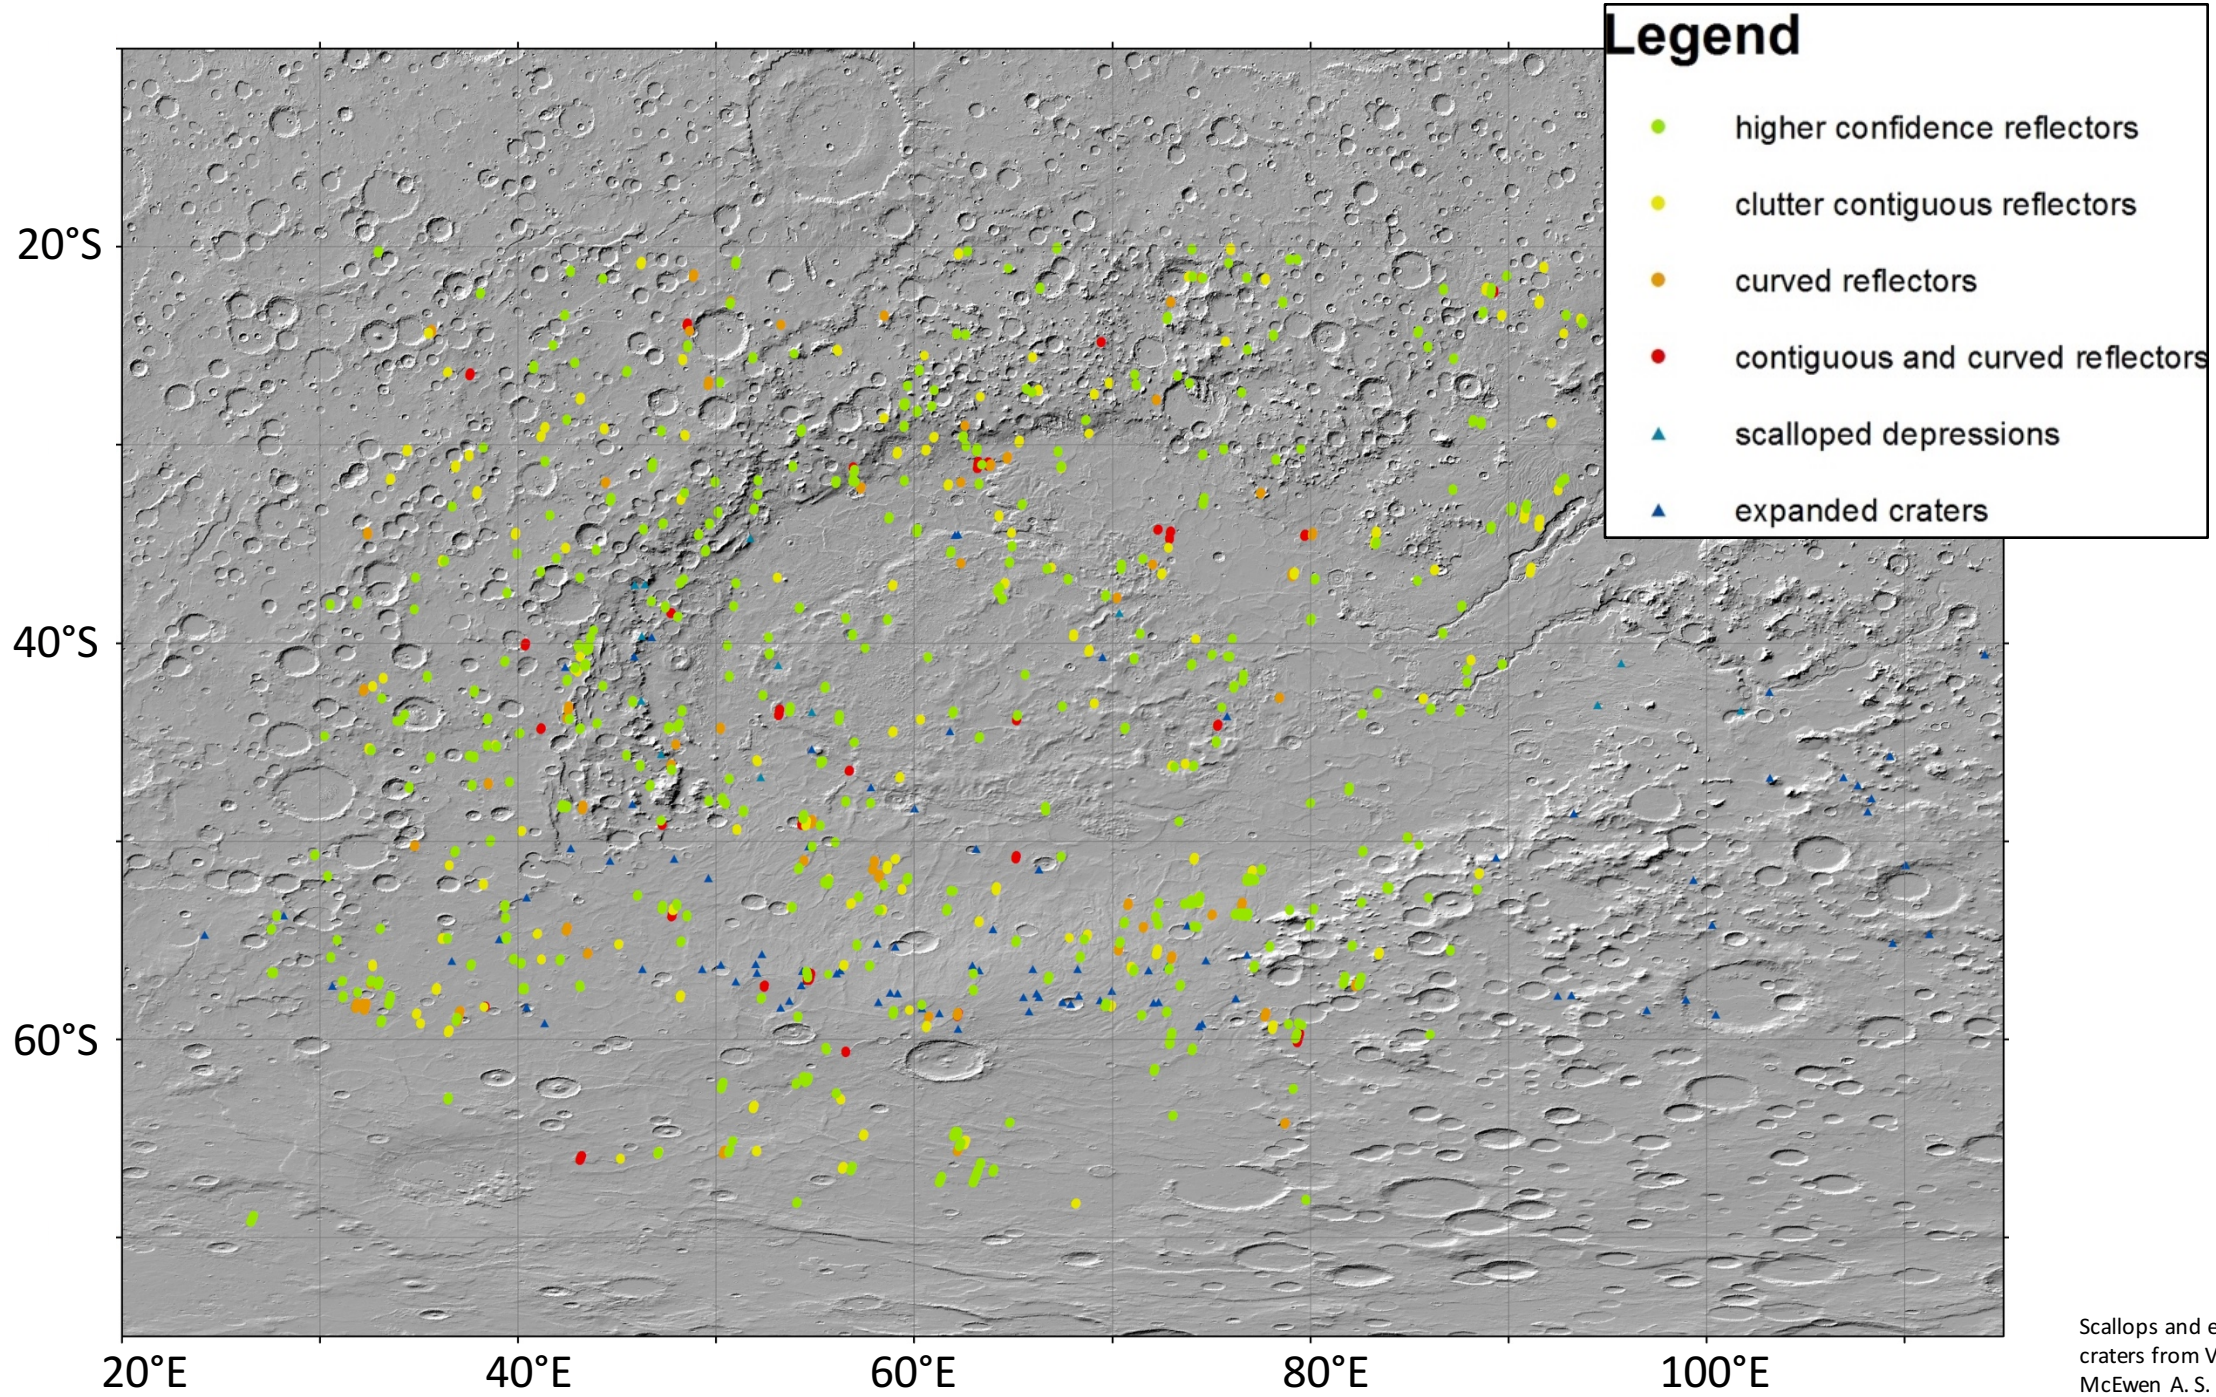 Legend
higher confidence reflectors
clutter contiguous reflectors
curved reflectors
contiguous and curved reflectors
scalloped depressions
expanded craters
20°S
40°S
60°S
20°E 40°E 60°E 80°E 100°E
Scallops and e
craters from V
McEwen A. S.